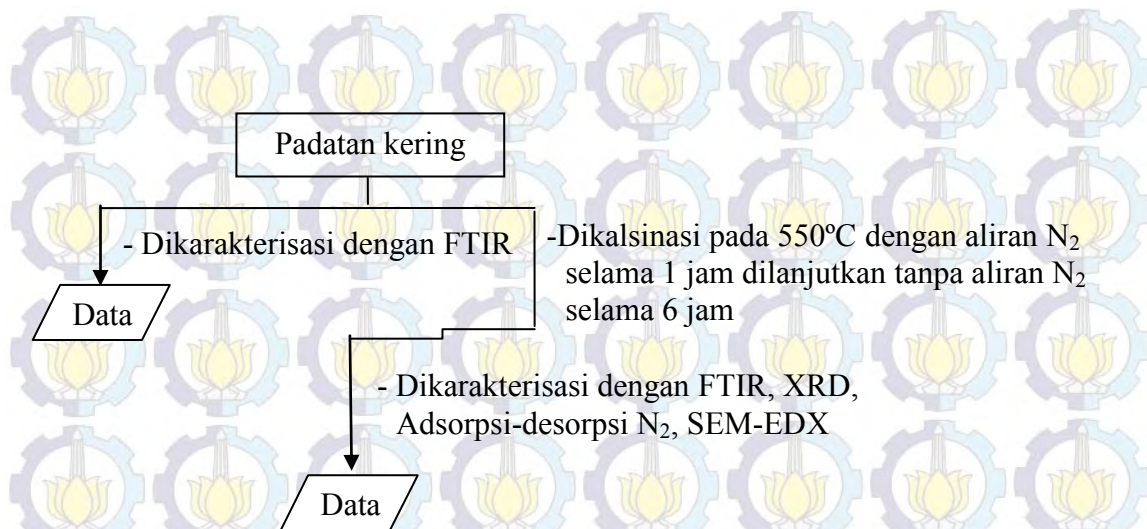 Padatan kering
- Dikarakterisasi dengan FTIR
-Dikalsinasi pada 550ºC dengan aliran N₂
selama 1 jam dilanjutkan tanpa aliran N₂
selama 6 jam
Data
- Dikarakterisasi dengan FTIR, XRD,
Adsorpsi-desorpsi N₂, SEM-EDX
Data